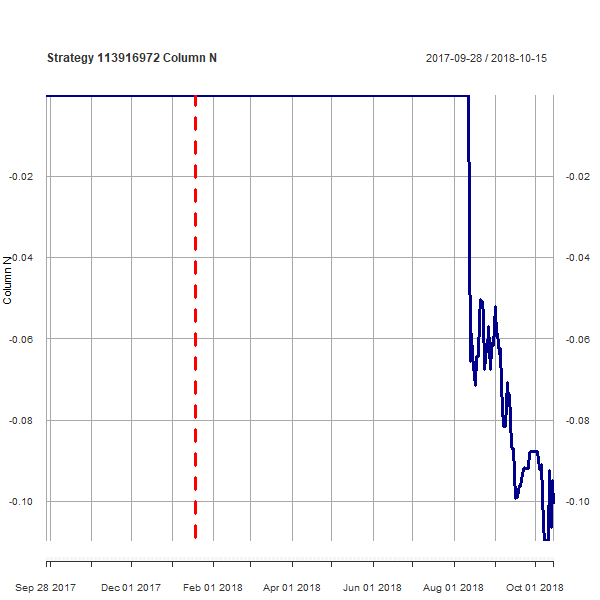 Strategy 113916972 Column N
2017-09-28 / 2018-10-15
-0.02
-0.02
-0.04
-0.04
Column N
-0.06
-0.06
-0.08
-0.08
-0.10
-0.10
Sep 28 2017
Dec 01 2017
Feb 01 2018
Apr 01 2018
Jun 01 2018
Aug 01 2018
Oct 01 2018